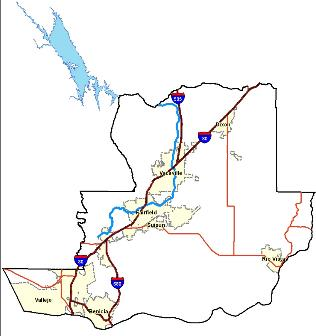 505
Dixon
80
Vacaville
Fairfield
Suisun
Rio Vista
80
680
Vallejo
Benicia